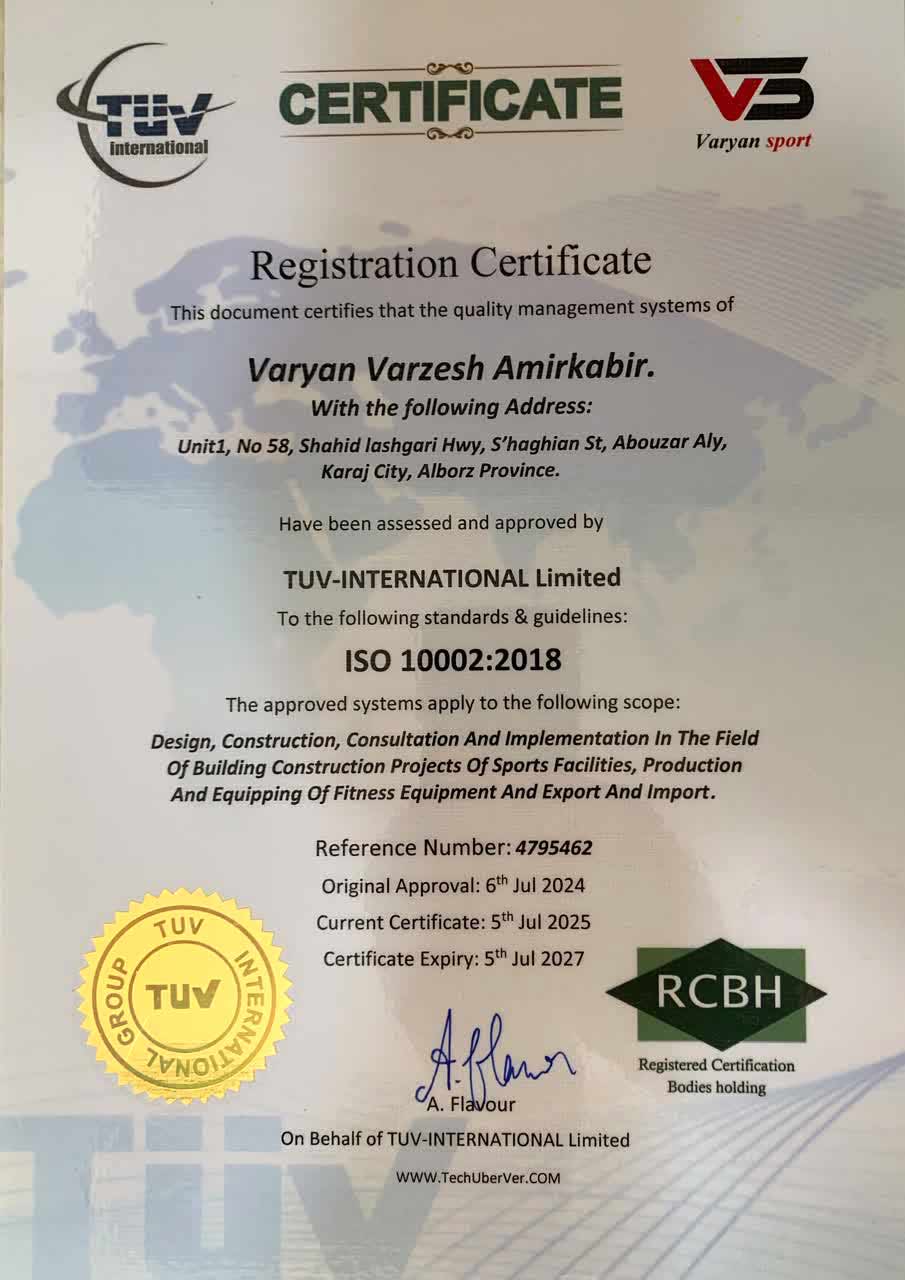 TÜV
International
CERTIFICATE
VS
Varyan sport
Registration Certificate
This document certifies that the quality management systems of
Varyan Varzesh Amirkabir.
With the following Address:
Unit1, No 58, Shahid lashgari Hwy, S'haghian St, Abouzar Aly,
Karaj City, Alborz Province.
Have been assessed and approved by
TUV-INTERNATIONAL Limited
To the following standards & guidelines:
ISO 10002:2018
The approved systems apply to the following scope:
Design, Construction, Consultation And Implementation In The Field
Of Building Construction Projects Of Sports Facilities, Production
And Equipping Of Fitness Equipment And Export And Import.
Reference Number: 4795462
Original Approval: 6th Jul 2024
Current Certificate: 5th Jul 2025
Certificate Expiry: 5th Jul 2027
TUV INTERNATIONAL GROUP
TUV
RCBH
Registered Certification
Bodies holding
A. Flavour
A. Flavour
On Behalf of TUV-INTERNATIONAL Limited
WWW.TechUberVer.COM
TÜV